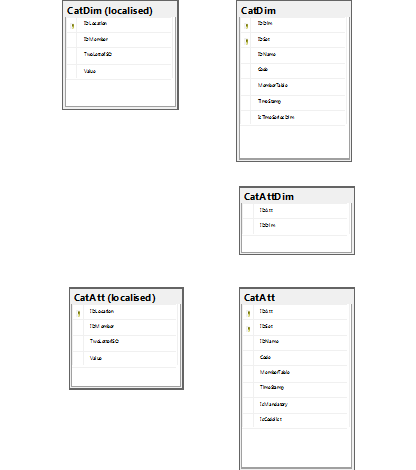 CatDim (localised)
IDLocation
IDMember
TwoLetterISO
Value
CatDim
IDDim
IDSet
IDName
Code
MemberTable
TimeStamp
IsTimeSeriesDim
CatAttDim
IDAtt
IDDim
CatAtt (localised)
IDLocation
IDMember
TwoLetterISO
Value
CatAtt
IDAtt
IDSet
IDName
Code
MemberTable
TimeStamp
IsMandatory